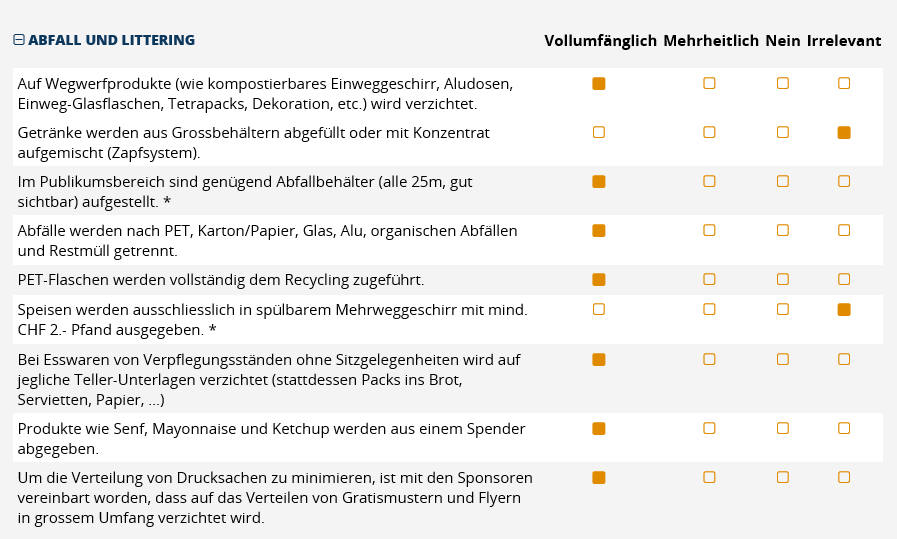 ABFALL UND LITTERING Vollumfänglich Mehrheitlich Nein Irrelevant
Auf Wegwerfprodukte (wie kompostierbares Einweggeschirr, Aludosen,
Einweg-Glasflaschen, Tetrapacks, Dekoration, etc.) wird verzichtet.
Getränke werden aus Grossbehältern abgefüllt oder mit Konzentrat
aufgemischt (Zapfsystem).
Im Publikumsbereich sind genügend Abfallbehälter (alle 25m, gut
sichtbar) aufgestellt. *
Abfälle werden nach PET, Karton/Papier, Glas, Alu, organischen Abfällen
und Restmüll getrennt.
PET-Flaschen werden vollständig dem Recycling zugeführt.
Speisen werden ausschliesslich in spülbarem Mehrweggeschirr mit mind.
CHF 2.- Pfand ausgegeben. *
Bei Esswaren von Verpflegungsständen ohne Sitzgelegenheiten wird auf
jegliche Teller-Unterlagen verzichtet (stattdessen Packs ins Brot,
Servietten, Papier, ...)
Produkte wie Senf, Mayonnaise und Ketchup werden aus einem Spender
abgegeben.
Um die Verteilung von Drucksachen zu minimieren, ist mit den Sponsoren
vereinbart worden, dass auf das Verteilen von Gratismustern und Flyern
in grossem Umfang verzichtet wird.